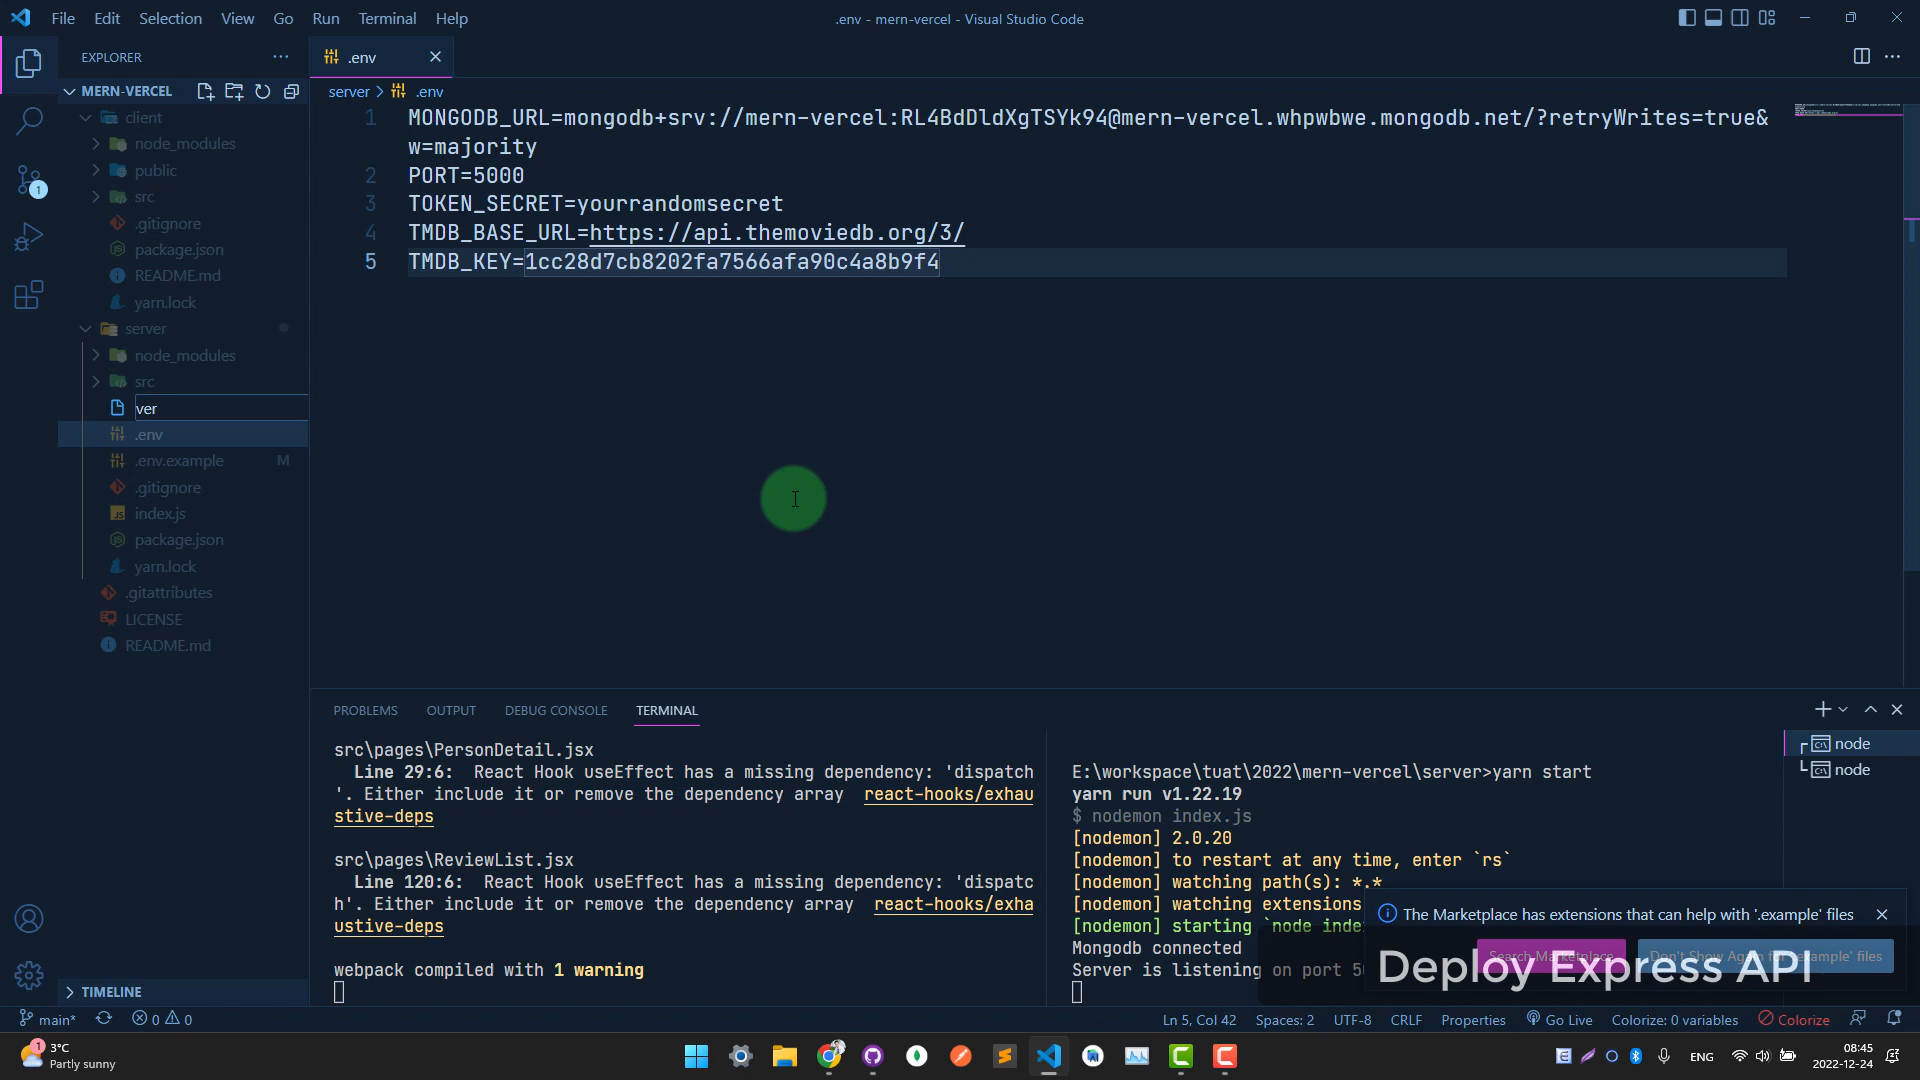 File Edit Selection View Go Run Terminal Help
.env - mern-vercel - Visual Studio Code
EXPLORER
.env
MERN-VERCEL
server > .env
client
node_modules
public
src
.gitignore
package.json
README.md
yarn.lock
server
node_modules
src
ver
.env
.env.example M
.gitignore
index.js
package.json
yarn.lock
.gitattributes
LICENSE
README.md
TIMELINE
1 MONGODB_URL=mongodb+srv://mern-vercel:RL4BdDldXgTSYk94@mern-vercel.whpwbwe.mongodb.net/?retryWrites=true&
w=majority
2 PORT=5000
3 TOKEN_SECRET=yourrandomsecret
4 TMDB_BASE_URL=https://api.themoviedb.org/3/
5 TMDB_KEY=1cc28d7cb8202fa7566afa90c4a8b9f4
PROBLEMS OUTPUT DEBUG CONSOLE TERMINAL
src\pages\PersonDetail.jsx
Line 29:6: React Hook useEffect has a missing dependency: 'dispatch
'. Either include it or remove the dependency array react-hooks/exhau
stive-deps
src\pages\ReviewList.jsx
Line 120:6: React Hook useEffect has a missing dependency: 'dispatc
h'. Either include it or remove the dependency array react-hooks/exha
ustive-deps
webpack compiled with 1 warning
E:\workspace\tuat\2022\mern-vercel\server>yarn start
yarn run v1.22.19
$ nodemon index.js
[nodemon] 2.0.20
[nodemon] to restart at any time, enter `rs`
[nodemon] watching path(s): *.*
[nodemon] watching extensions
[nodemon] starting `node inde
Mongodb connected
Server is listening on port 50
node
node
The Marketplace has extensions that can help with '.example' files
Search Marketplace
Don't Show Again for '.example' files
Deploy Express API
1
main* 0 0
Ln 5, Col 42 Spaces: 2 UTF-8 CRLF Properties Go Live Colorize: 0 variables Colorize
1
3°C
Partly sunny
ENG
08:45
2022-12-24